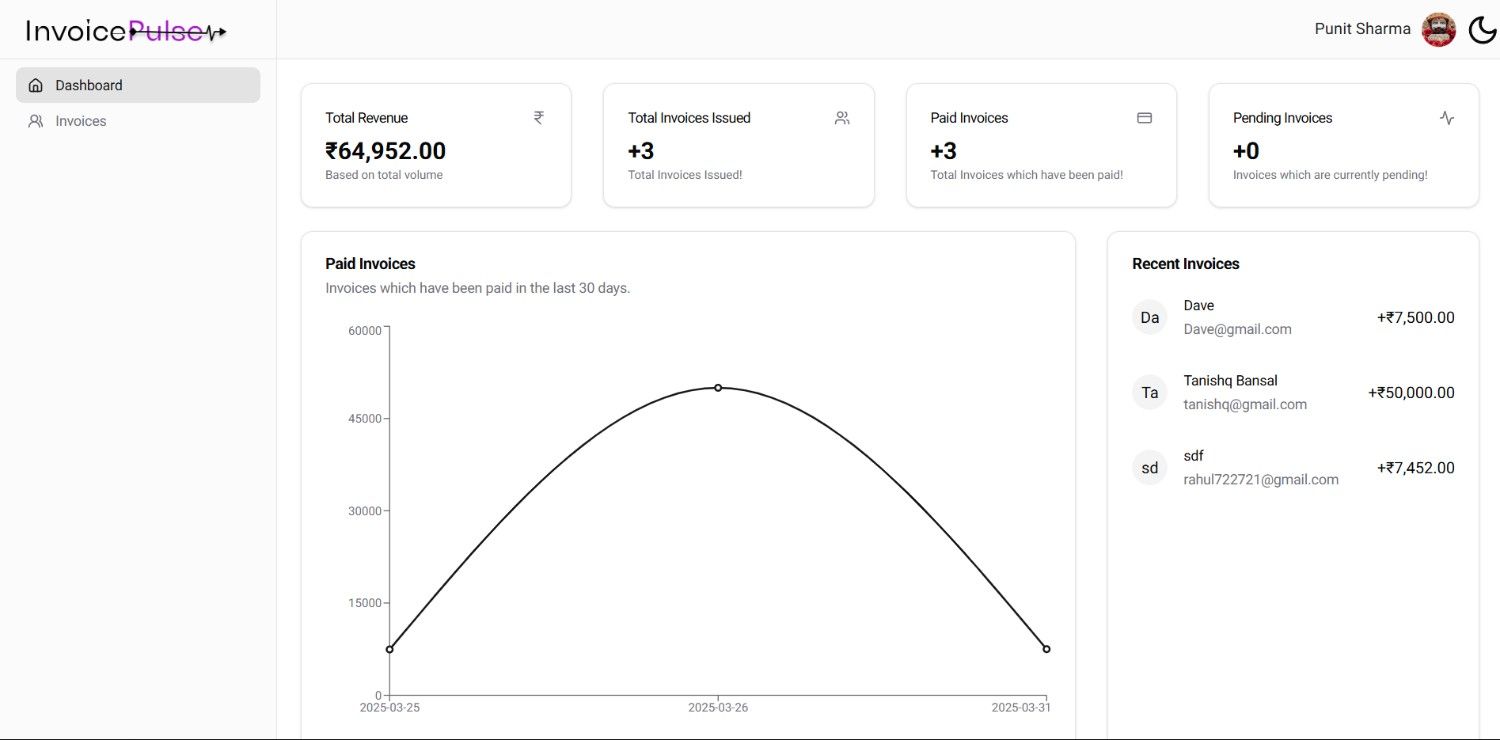 InvoicePulse
Punit Sharma
Dashboard
Invoices
Total Revenue
₹64,952.00
Based on total volume
Total Invoices Issued
+3
Total Invoices Issued!
Paid Invoices
+3
Total Invoices which have been paid!
Pending Invoices
+0
Invoices which are currently pending!
Paid Invoices
Invoices which have been paid in the last 30 days.
60000
45000
30000
15000
0
2025-03-25
2025-03-26
2025-03-31
Recent Invoices
Da
Dave
Dave@gmail.com
+₹7,500.00
Ta
Tanishq Bansal
tanishq@gmail.com
+₹50,000.00
sd
sdf
rahul722721@gmail.com
+₹7,452.00